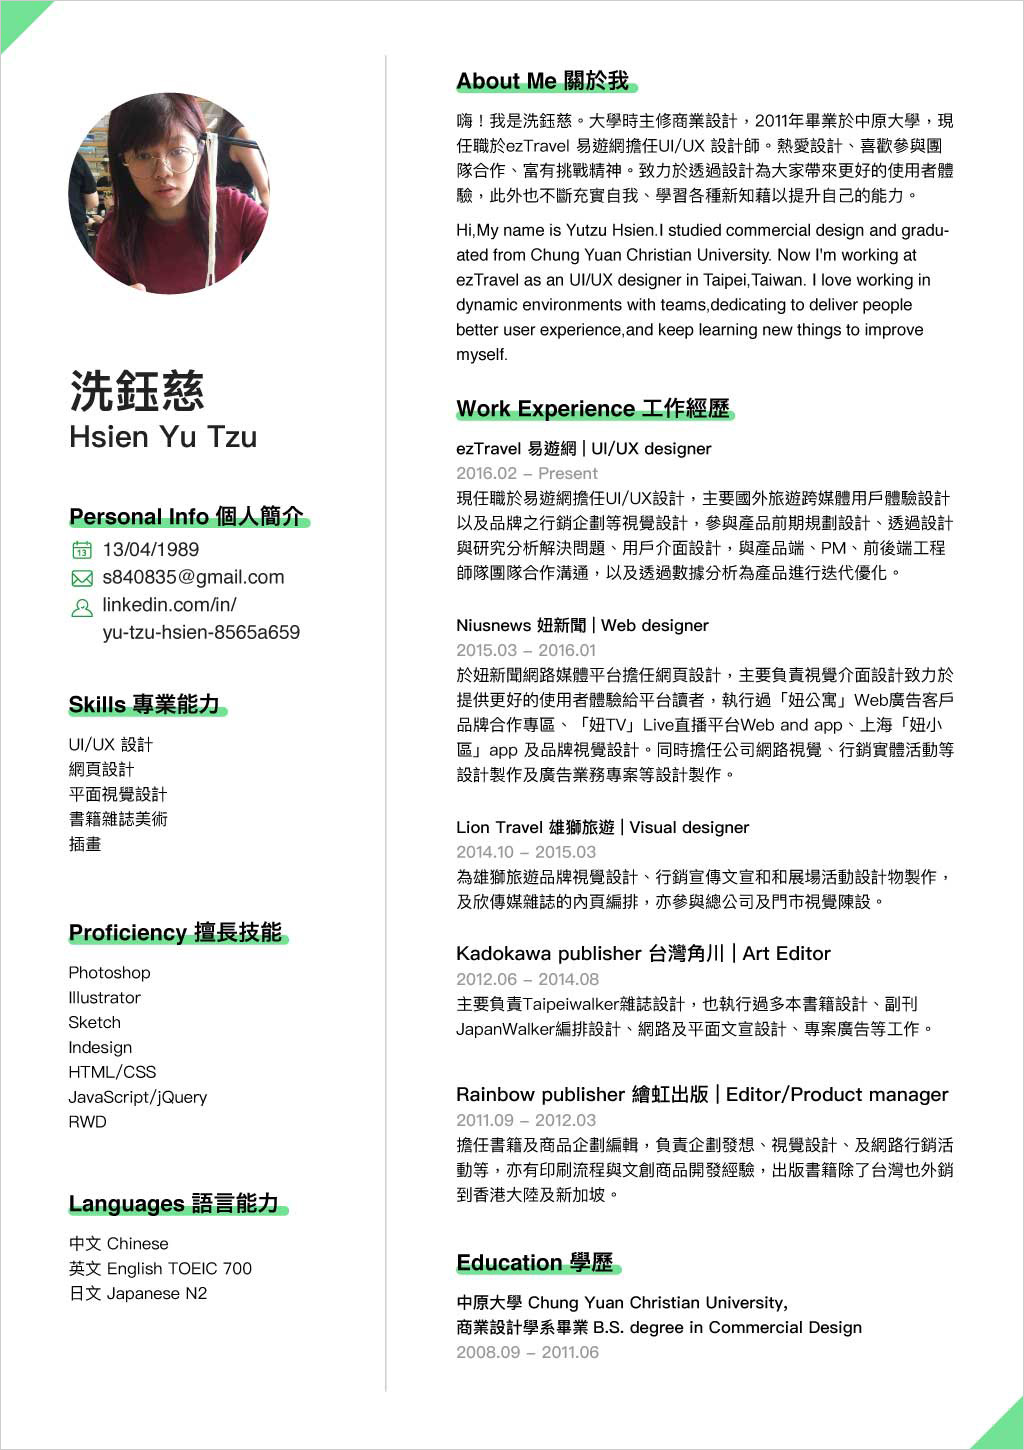 洗鈺慈
Hsien Yu Tzu
Personal Info 個人簡介
13
13/04/1989
s840835@gmail.com
linkedin.com/in/
yu-tzu-hsien-8565a659
Skills 專業能力
UI/UX 設計
網頁設計
平面視覺設計
書籍雜誌美術
插畫
Proficiency 擅長技能
Photoshop
Illustrator
Sketch
Indesign
HTML/CSS
JavaScript/jQuery
RWD
Languages 語言能力
中文 Chinese
英文 English TOEIC 700
日文 Japanese N2
About Me 關於我
嗨！我是洗鈺慈。大學時主修商業設計，2011年畢業於中原大學，現
任職於ezTravel 易遊網擔任UI/UX 設計師。熱愛設計、喜歡參與團
隊合作、富有挑戰精神。致力於透過設計為大家帶來更好的使用者體
驗，此外也不斷充實自我、學習各種新知藉以提升自己的能力。
Hi,My name is Yutzu Hsien.I studied commercial design and gradu-
ated from Chung Yuan Christian University. Now I'm working at
ezTravel as an UI/UX designer in Taipei,Taiwan. I love working in
dynamic environments with teams,dedicating to deliver people
better user experience,and keep learning new things to improve
myself.
Work Experience 工作經歷
ezTravel 易遊網 | UI/UX designer
2016.02 – Present
現任職於易遊網擔任UI/UX設計，主要國外旅遊跨媒體用戶體驗設計
以及品牌之行銷企劃等視覺設計，參與產品前期規劃設計、透過設計
與研究分析解決問題、用戶介面設計，與產品端、PM、前後端工程
師隊團隊合作溝通，以及透過數據分析為產品進行迭代優化。
Niusnews 妞新聞 | Web designer
2015.03 – 2016.01
於妞新聞網路媒體平台擔任網頁設計，主要負責視覺介面設計致力於
提供更好的使用者體驗給平台讀者，執行過「妞公寓」Web廣告客戶
品牌合作專區、「妞TV」Live直播平台Web and app、上海「妞小
區」app 及品牌視覺設計。同時擔任公司網路視覺、行銷實體活動等
設計製作及廣告業務專案等設計製作。
Lion Travel 雄獅旅遊 | Visual designer
2014.10 – 2015.03
為雄獅旅遊品牌視覺設計、行銷宣傳文宣和和展場活動設計物製作，
及欣傳媒雜誌的內頁編排，亦參與總公司及門市視覺陳設。
Kadokawa publisher 台灣角川 | Art Editor
2012.06 – 2014.08
主要負責Taipeiwalker雜誌設計，也執行過多本書籍設計、副刊
JapanWalker編排設計、網路及平面文宣設計、專案廣告等工作。
Rainbow publisher 繪虹出版 | Editor/Product manager
2011.09 – 2012.03
擔任書籍及商品企劃編輯，負責企劃發想、視覺設計、及網路行銷活
動等，亦有印刷流程與文創商品開發經驗，出版書籍除了台灣也外銷
到香港大陸及新加坡。
Education 學歷
中原大學 Chung Yuan Christian University,
商業設計學系畢業 B.S. degree in Commercial Design
2008.09 – 2011.06